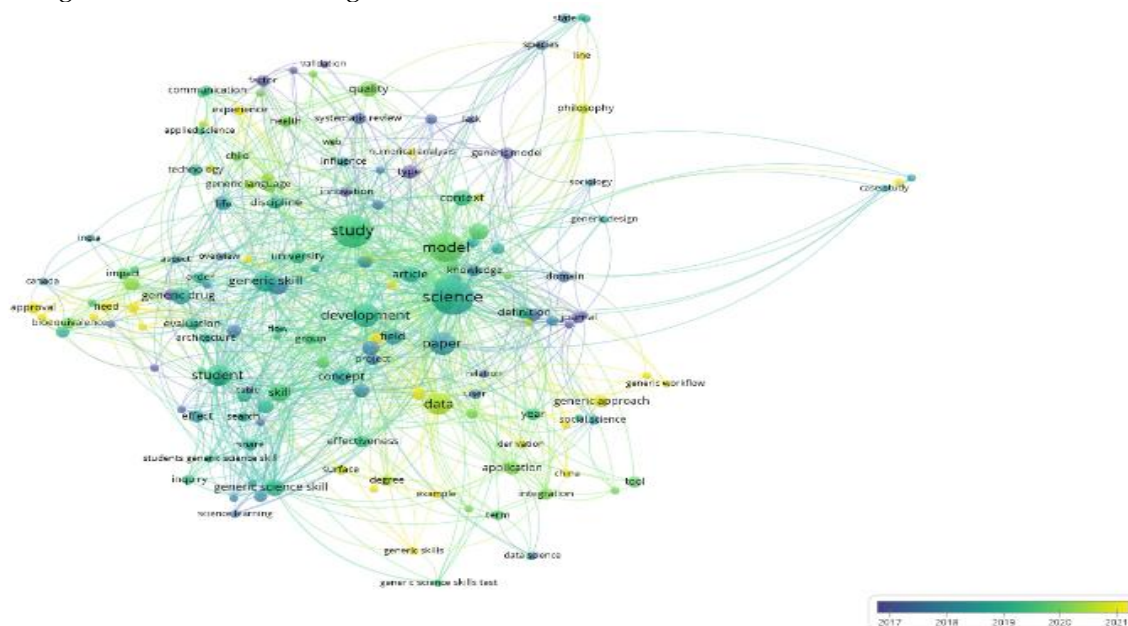 state
species
line
validation
factor
communication
quality
experience
philosophy
applied science
health
systematic review
lack
web
child
numerical analysis
generic model
technology
influence
type
case study
generic language
sociology
innovation
life
discipline
context
generic design
study
india
model
aspect
overview
university
knowledge
canada
impact
order
generic skill
article
domain
generic drug
science
approval
need
definition
journal
development
bioequivalence
evaluation
flow
architecture
group
field
paper
project
student
concept
relation
generic workflow
skill
user
data
generic approach
effect
search
year
social science
effectiveness
derivation
students generic science skill
surface
application
china
inquiry
degree
tool
generic science skill
example
integration
science learning
term
generic skills
data science
generic science skills test
2017 2018 2019 2020 2021